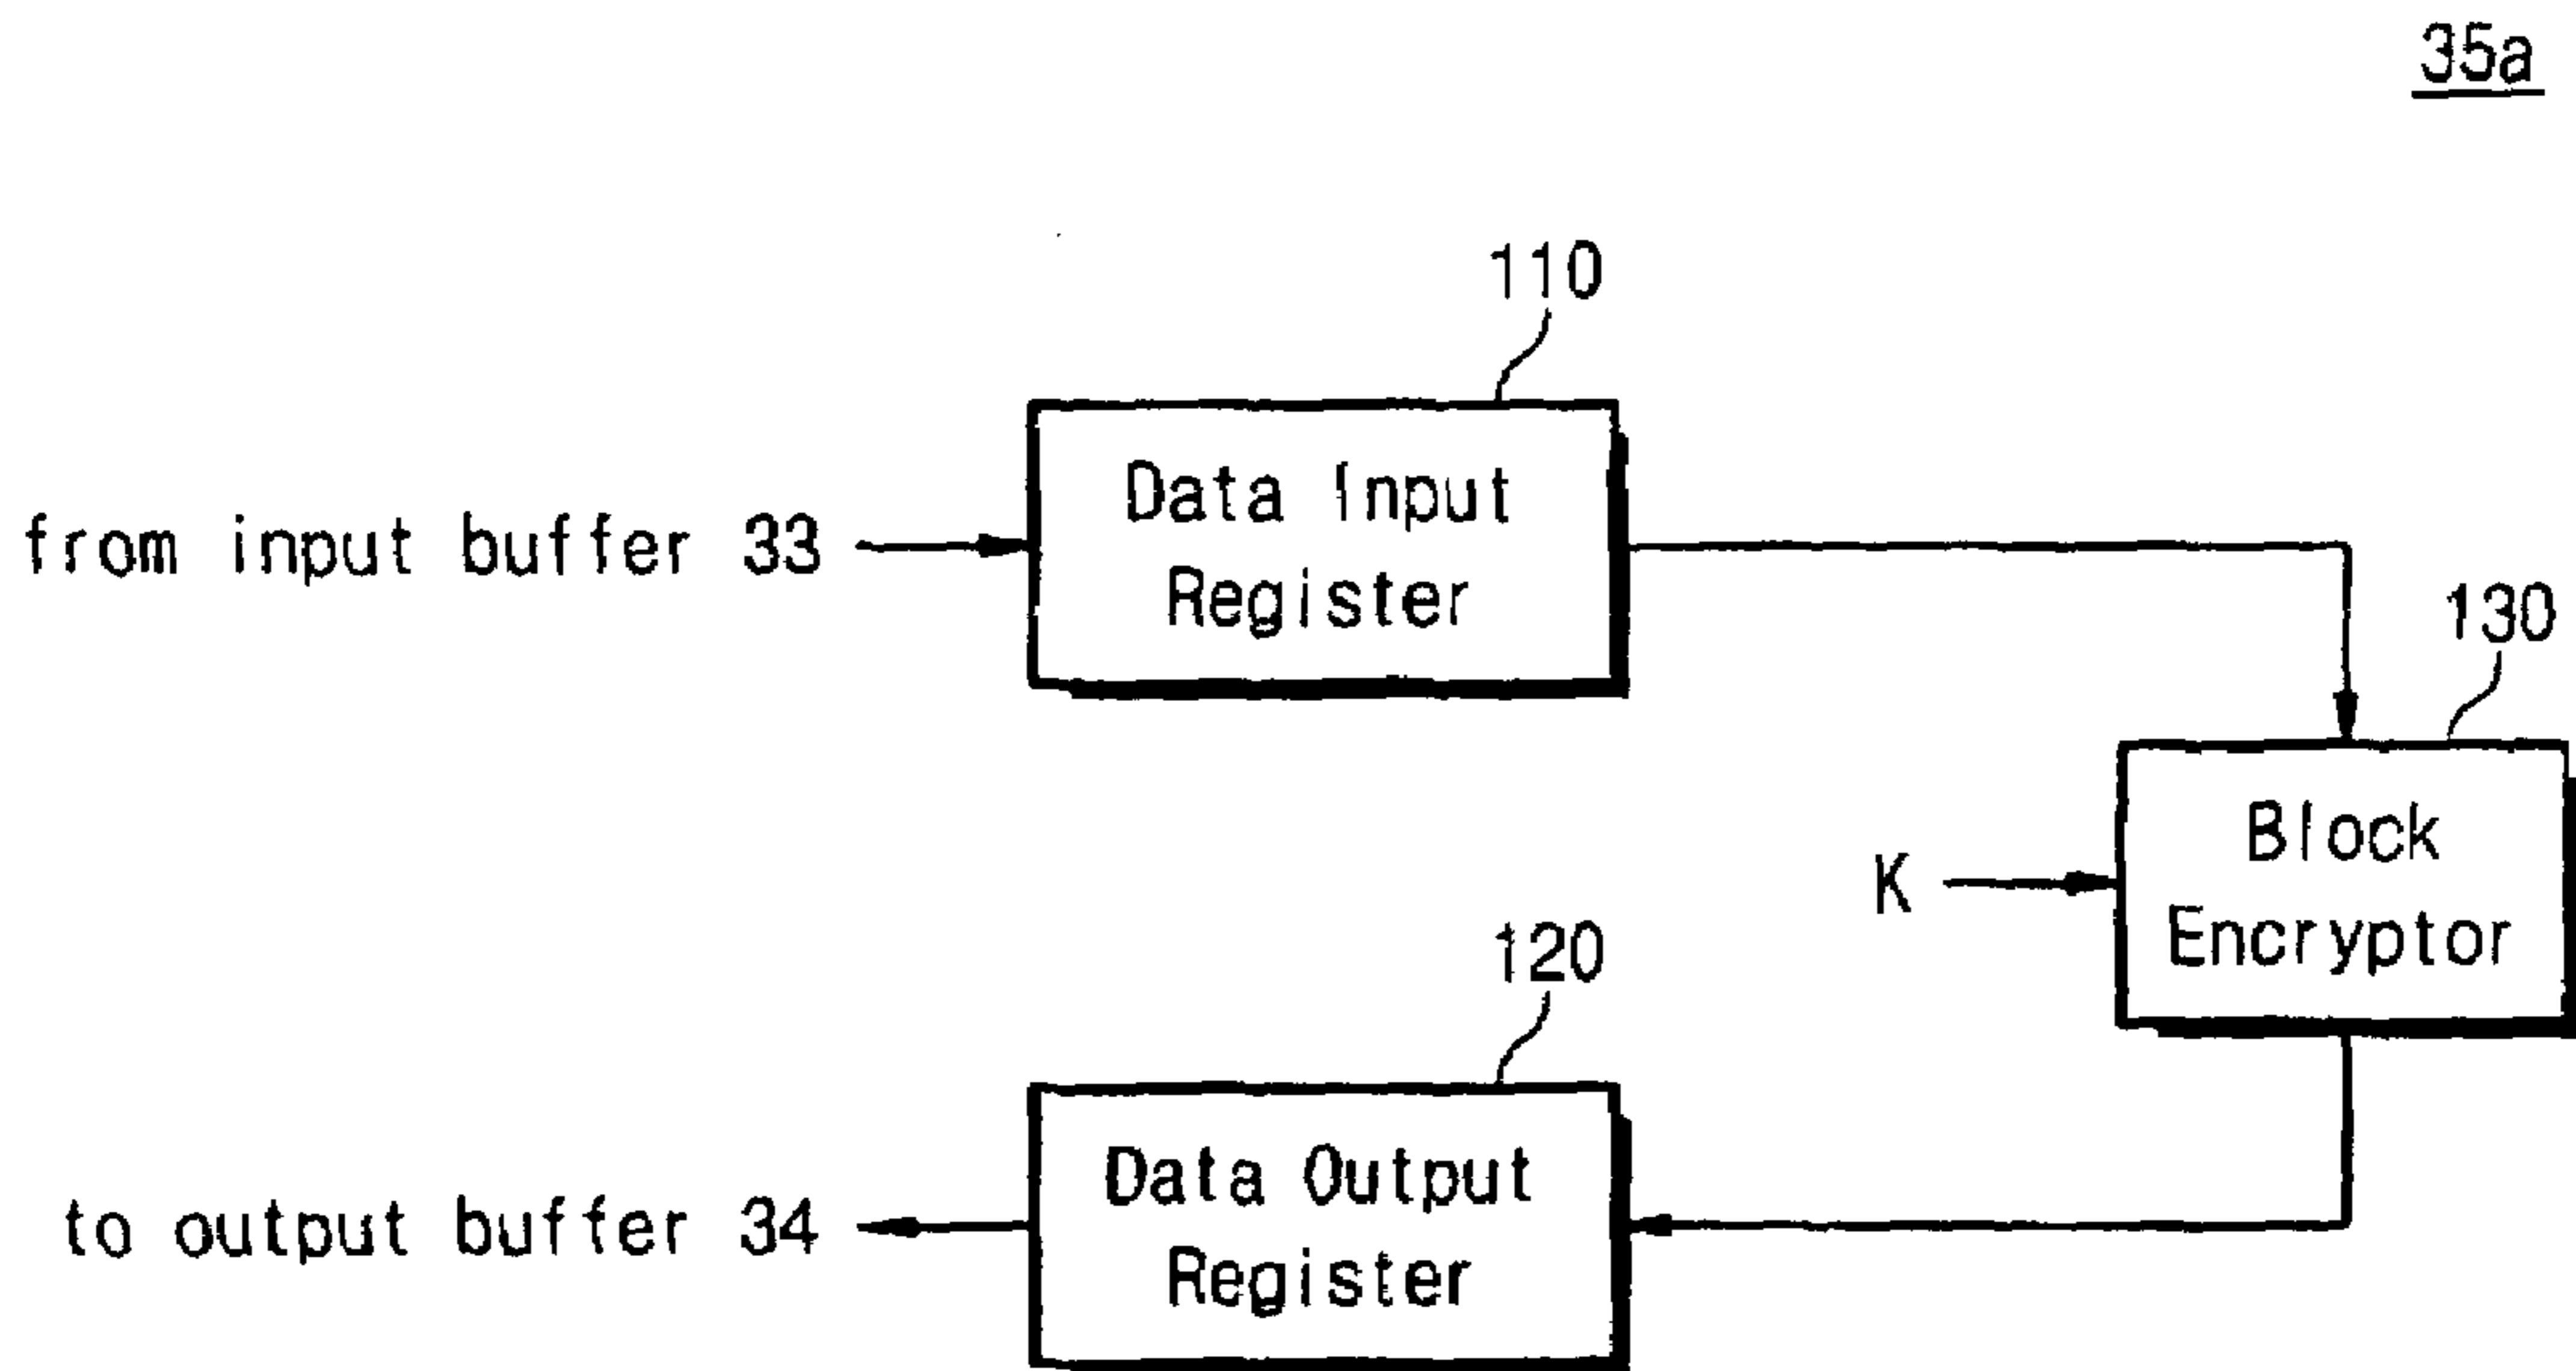 35a
110
Data Input
Register
from input buffer 33
130
Block
Encryptor
K
120
Data Output
Register
to output buffer 34